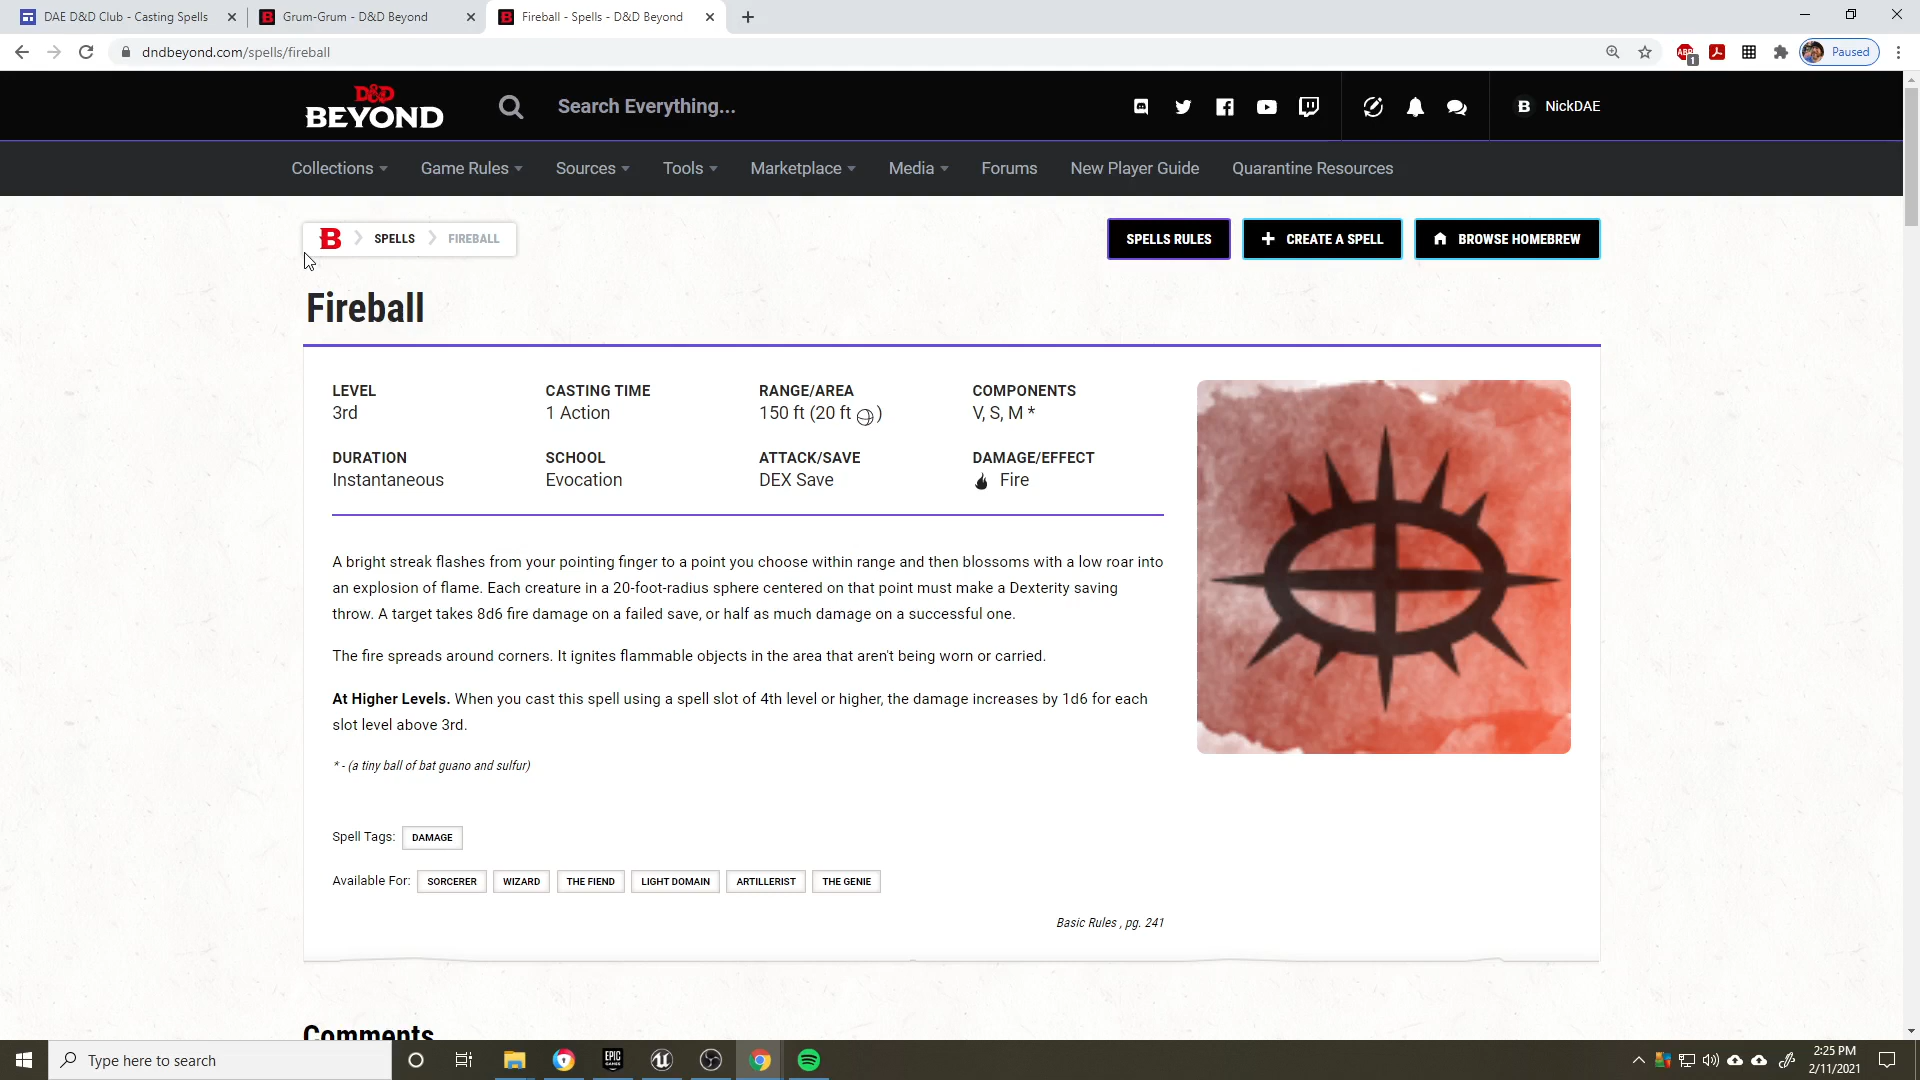 DAE D&D Club - Casting Spells
Grum-Grum - D&D Beyond
Fireball - Spells - D&D Beyond
dndbeyond.com/spells/fireball
ABP
1
Paused
D&D
BEYOND
Search Everything...
NickDAE
Collections
Game Rules
Sources
Tools
Marketplace
Media
Forums
New Player Guide
Quarantine Resources
B
SPELLS
FIREBALL
SPELLS RULES
CREATE A SPELL
BROWSE HOMEBREW
Fireball
LEVEL
3rd
CASTING TIME
1 Action
RANGE/AREA
150 ft (20 ft )
COMPONENTS
V, S, M *
DURATION
Instantaneous
SCHOOL
Evocation
ATTACK/SAVE
DEX Save
DAMAGE/EFFECT
Fire
A bright streak flashes from your pointing finger to a point you choose within range and then blossoms with a low roar into
an explosion of flame. Each creature in a 20-foot-radius sphere centered on that point must make a Dexterity saving
throw. A target takes 8d6 fire damage on a failed save, or half as much damage on a successful one.
The fire spreads around corners. It ignites flammable objects in the area that aren't being worn or carried.
At Higher Levels. When you cast this spell using a spell slot of 4th level or higher, the damage increases by 1d6 for each
slot level above 3rd.
* - (a tiny ball of bat guano and sulfur)
Spell Tags: DAMAGE
Available For: SORCERER WIZARD THE FIEND LIGHT DOMAIN ARTILLERIST THE GENIE
Basic Rules , pg. 241
Comments
Type here to search
EPIC
GAMES
2:25 PM
2/11/2021